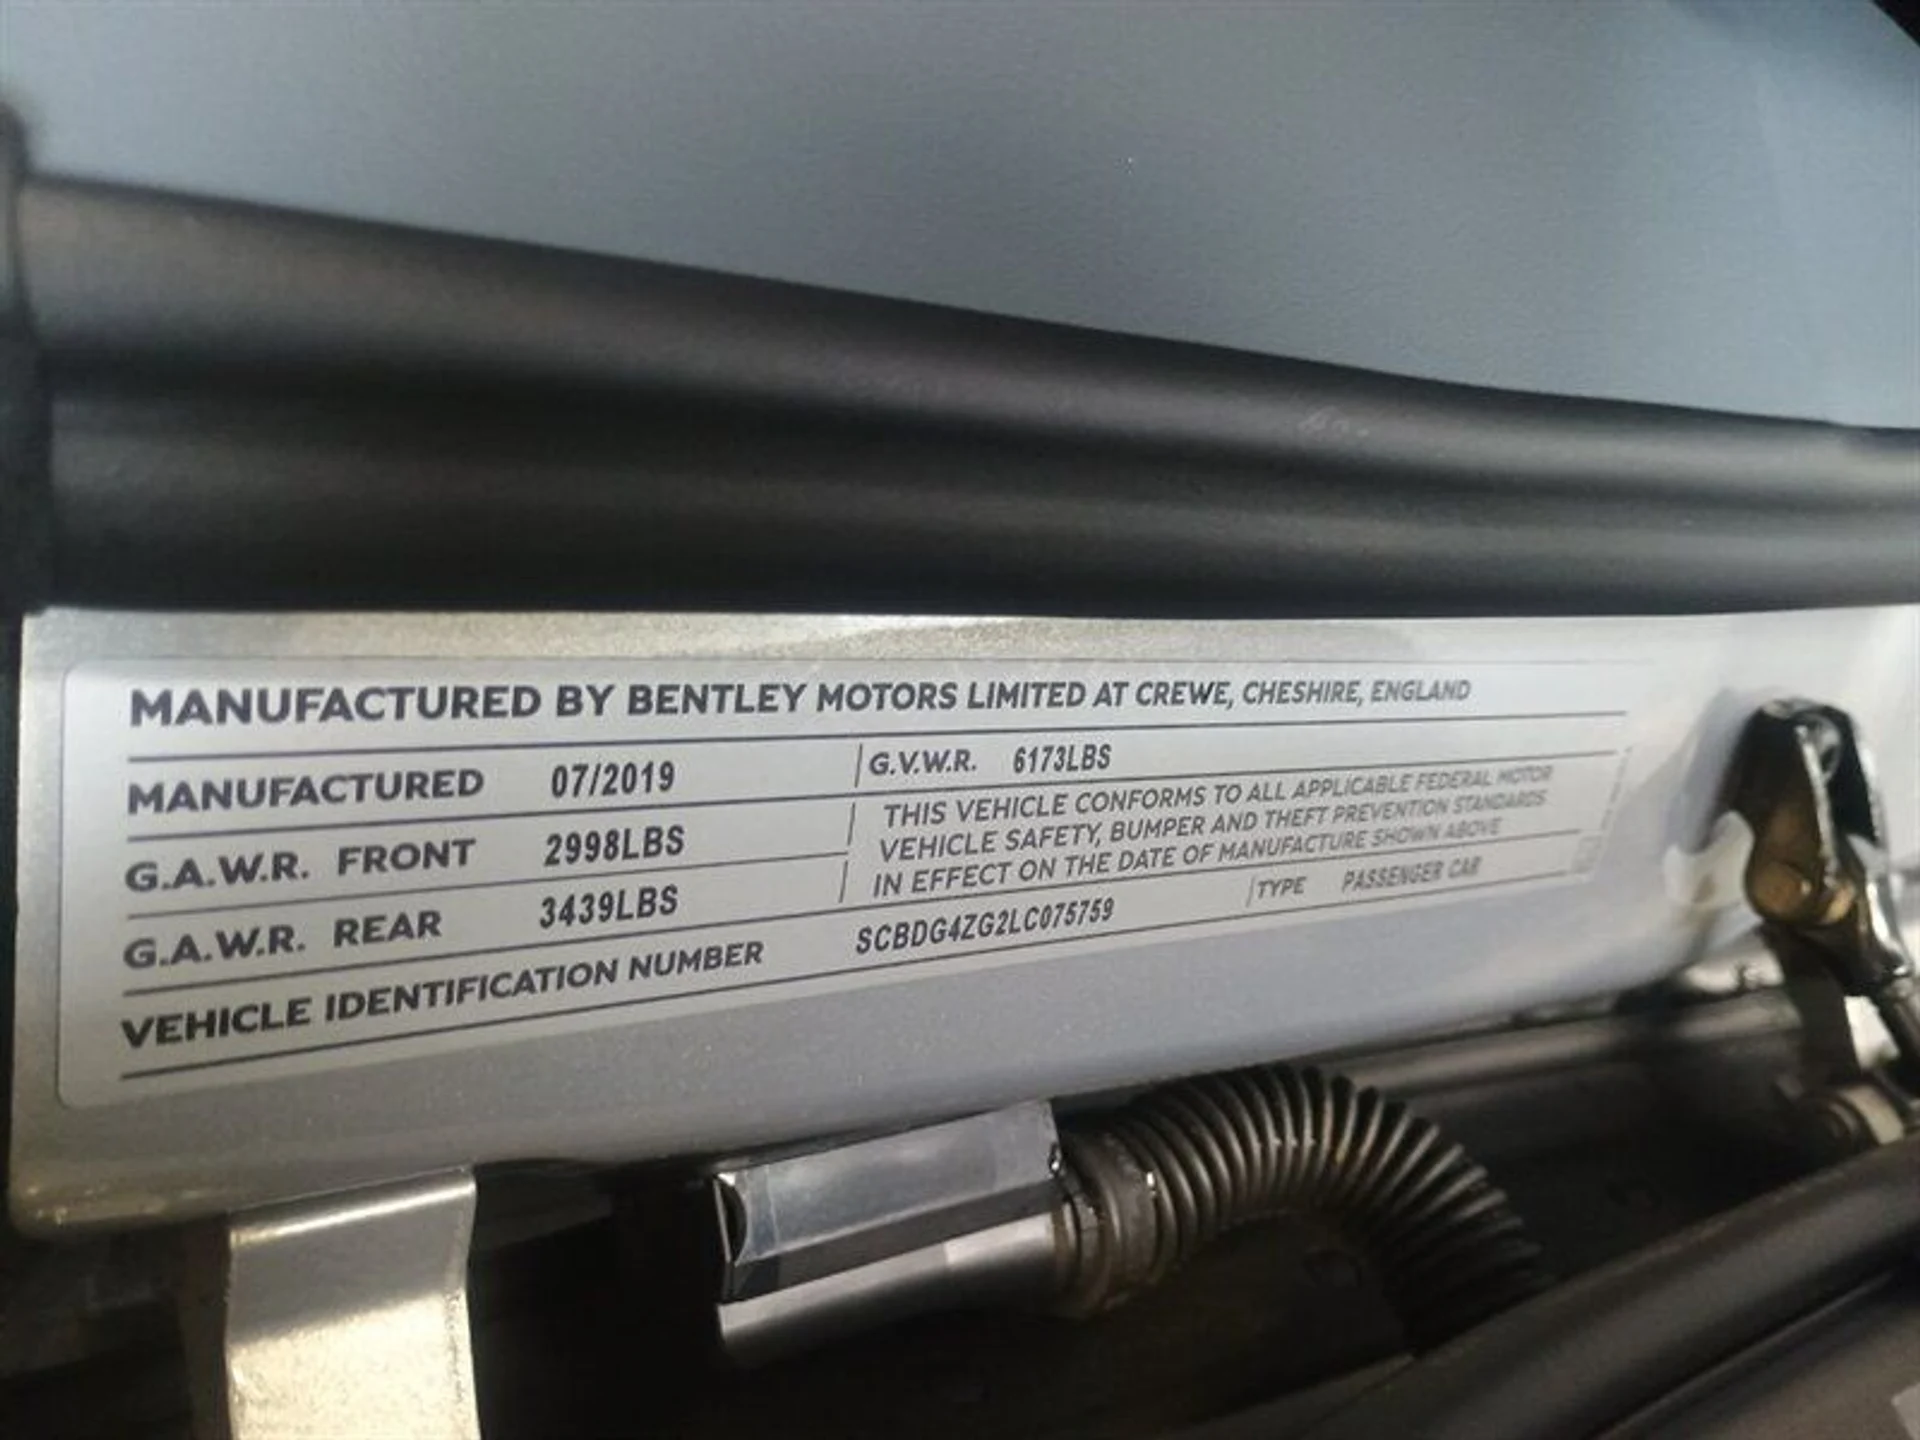 MANUFACTURED BY BENTLEY MOTORS LIMITED AT CREWE, CHESHIRE, ENGLAND
MANUFACTURED 07/2019 G.V.W.R. 6173LBS
G.A.W.R. FRONT 2998LBS
G.A.W.R. REAR 3439LBS
THIS VEHICLE CONFORMS TO ALL APPLICABLE FEDERAL MOTOR
VEHICLE SAFETY, BUMPER AND THEFT PREVENTION STANDARDS
IN EFFECT ON THE DATE OF MANUFACTURE SHOWN ABOVE
VEHICLE IDENTIFICATION NUMBER SCBDG4ZG2LC075759 TYPE PASSENGER CAR